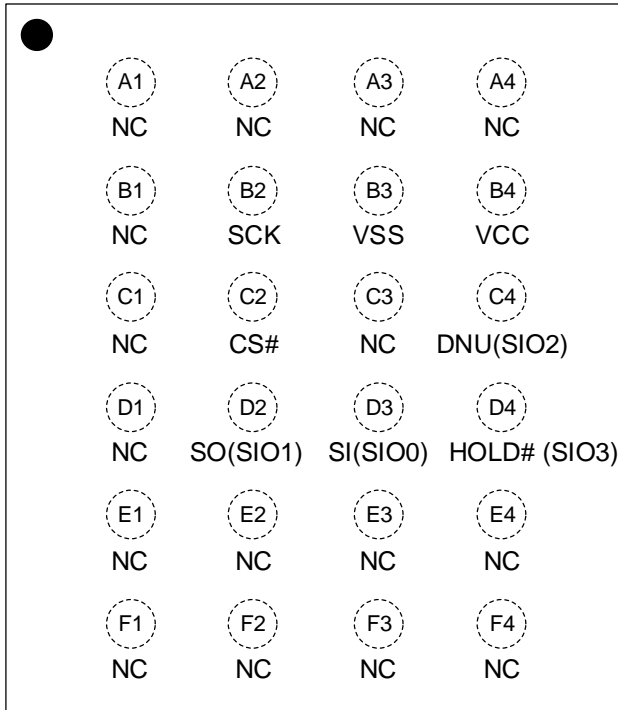 A1 A2 A3 A4
NC NC NC NC
B1 B2 B3 B4
NC SCK VSS VCC
C1 C2 C3 C4
NC CS# NC DNU(SIO2)
D1 D2 D3 D4
NC SO(SIO1) SI(SIO0) HOLD# (SIO3)
E1 E2 E3 E4
NC NC NC NC
F1 F2 F3 F4
NC NC NC NC